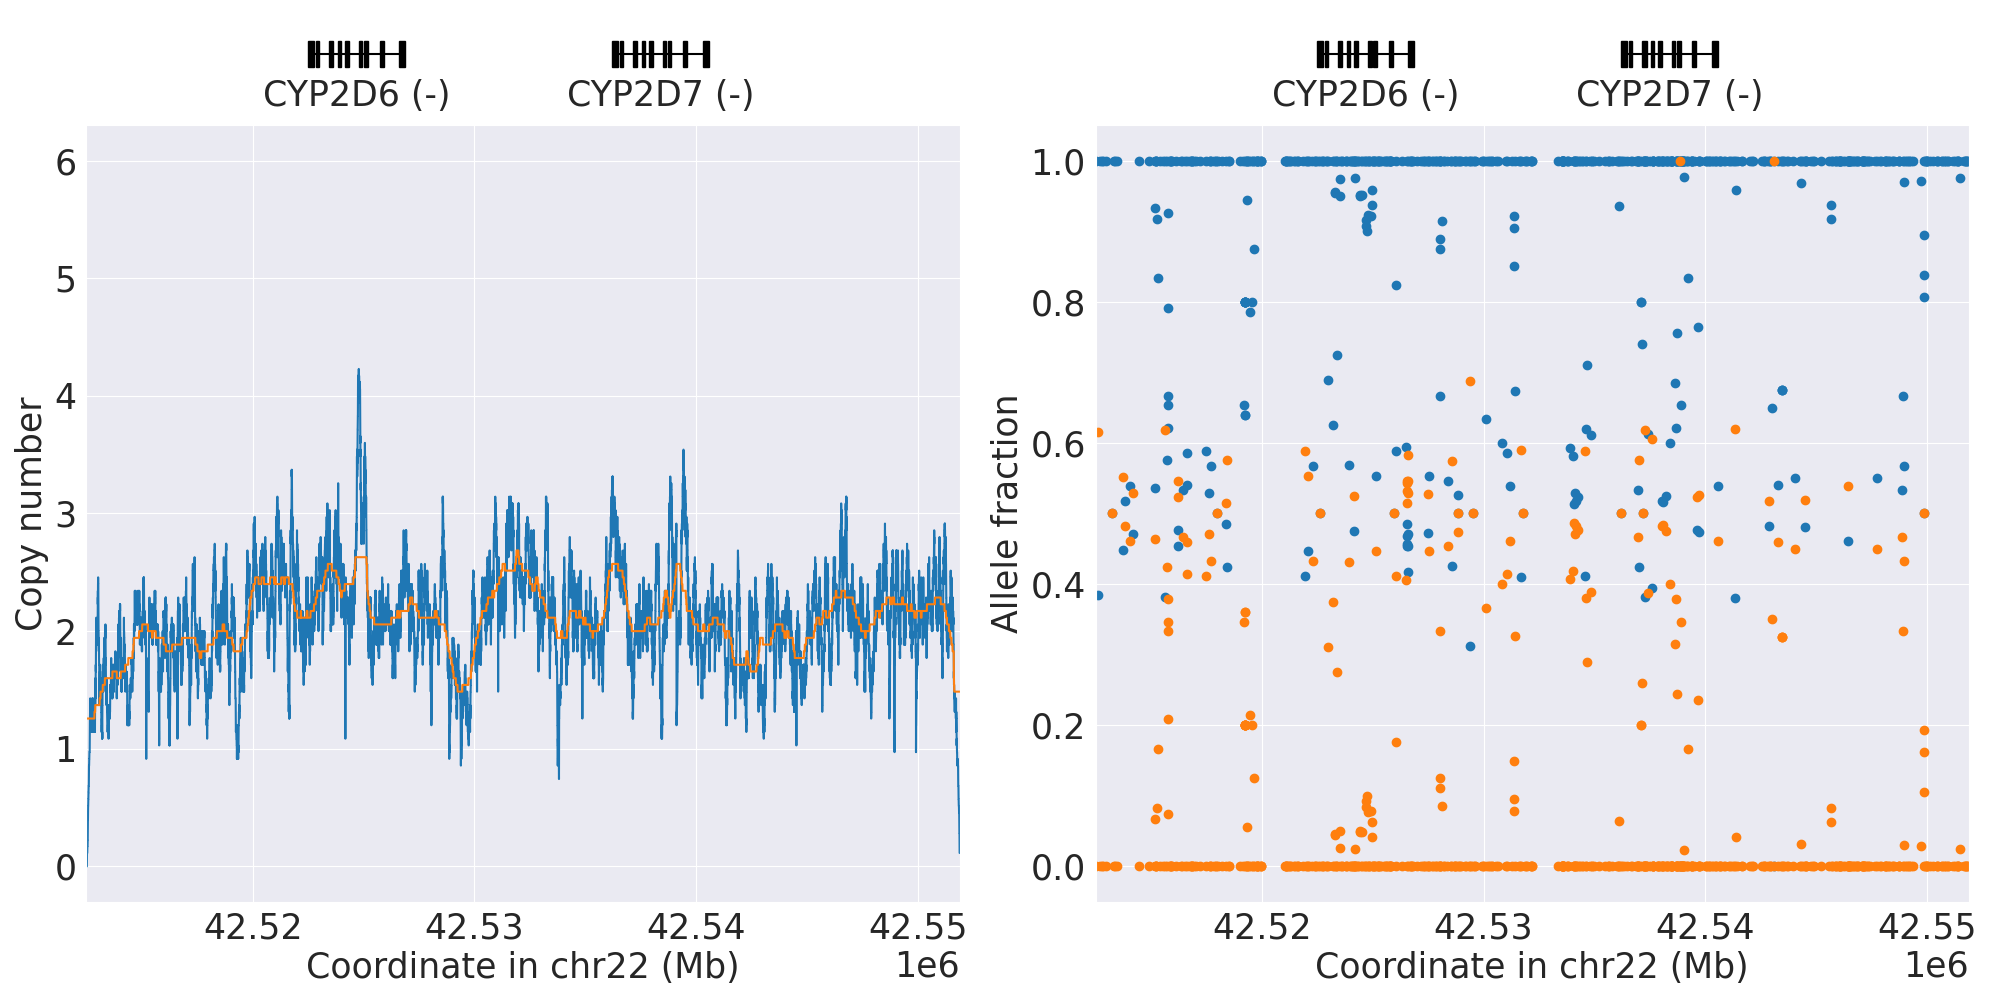 CYP2D6 (-) CYP2D7 (-)
6
5
4
3
2
1
0
Copy number
42.52 42.53 42.54 42.55
Coordinate in chr22 (Mb) 1e6
CYP2D6 (-) CYP2D7 (-)
1.0
0.8
0.6
0.4
0.2
0.0
Allele fraction
42.52 42.53 42.54 42.55
Coordinate in chr22 (Mb) 1e6